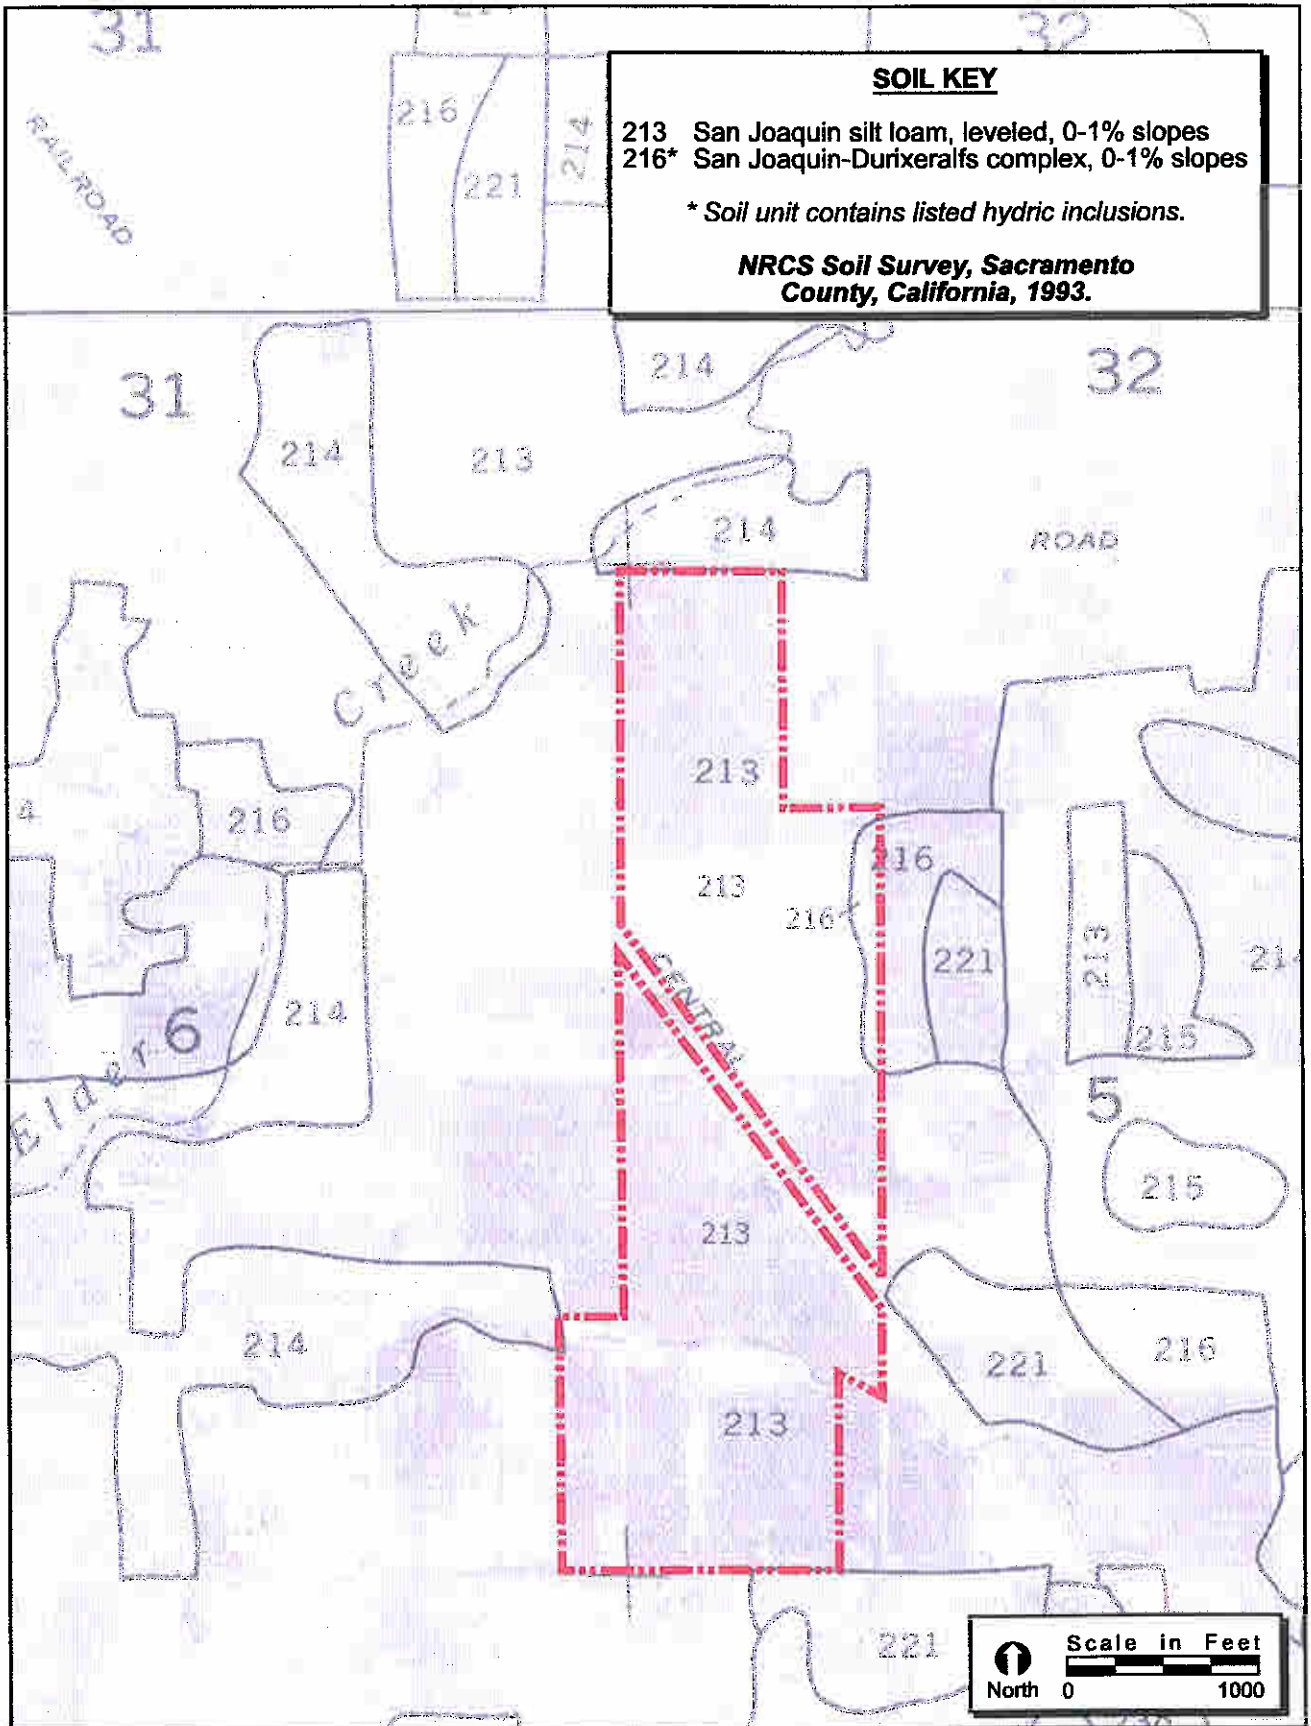 31
32
SOIL KEY
213 San Joaquin silt loam, leveled, 0-1% slopes
216* San Joaquin-Durixeralfs complex, 0-1% slopes
* Soil unit contains listed hydric inclusions.
NRCS Soil Survey, Sacramento
County, California, 1993.
216
221
214
RAILROAD
31
32
214
214
213
214
ROAD
Creek
213
4
216
216
213
216
213
221
214
214
6
CENTRAL
215
Elder
5
215
213
214
221
216
213
221
North
Scale in Feet
0 1000